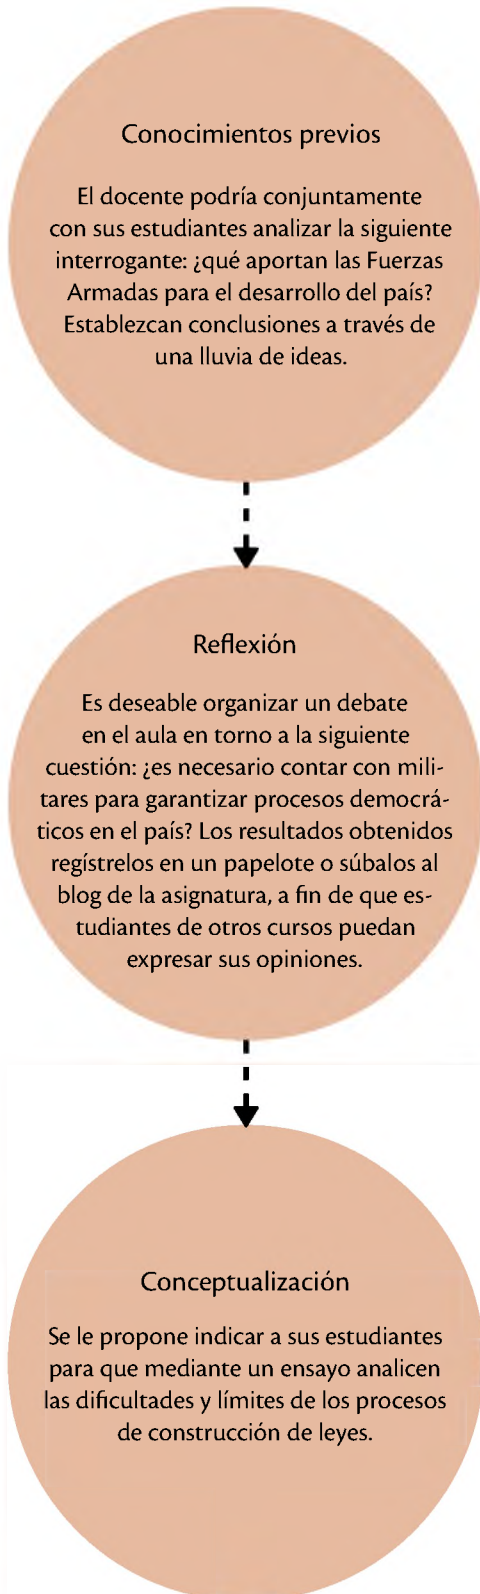 Conocimientos previos
El docente podría conjuntamente
con sus estudiantes analizar la siguiente
interrogante: ¿qué aportan las Fuerzas
Armadas para el desarrollo del país?
Establezcan conclusiones a través de
una lluvia de ideas.
Reflexión
Es deseable organizar un debate
en el aula en torno a la siguiente
cuestión: ¿es necesario contar con mili-
tares para garantizar procesos democrá-
ticos en el país? Los resultados obtenidos
regístrelos en un papelote o súbalos al
blog de la asignatura, a fin de que es-
tudiantes de otros cursos puedan
expresar sus opiniones.
Conceptualización
Se le propone indicar a sus estudiantes
para que mediante un ensayo analicen
las dificultades y límites de los procesos
de construcción de leyes.